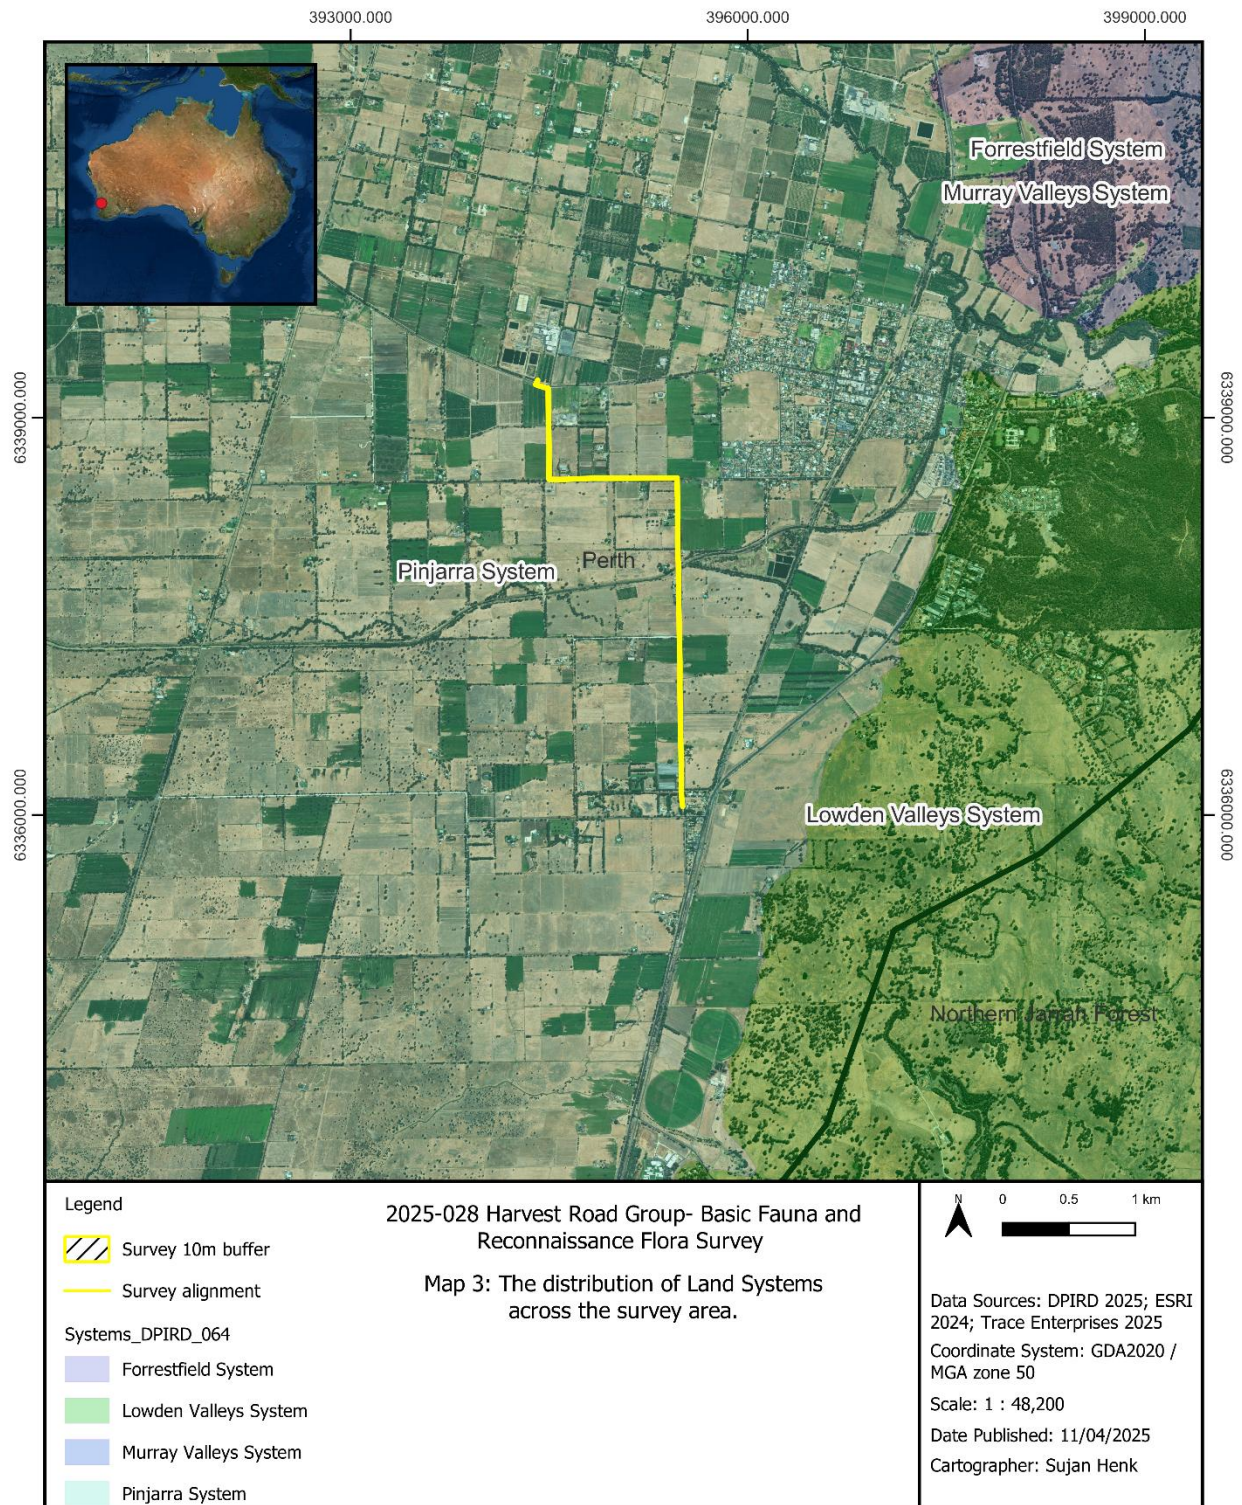 393000.000
396000.000
399000.000
Forrestfield System
Murray Valleys System
6339000.000
6339000.000
Perth
Pinjarra System
6336000.000
6336000.000
Lowden Valleys System
Northern Jarrah Forest
Legend
Survey 10m buffer
Survey alignment
Systems_DPIRD_064
Forrestfield System
Lowden Valleys System
Murray Valleys System
Pinjarra System
2025-028 Harvest Road Group- Basic Fauna and
Reconnaissance Flora Survey
Map 3: The distribution of Land Systems
across the survey area.
N
0 0.5 1 km
Data Sources: DPIRD 2025; ESRI
2024; Trace Enterprises 2025
Coordinate System: GDA2020 /
MGA zone 50
Scale: 1 : 48,200
Date Published: 11/04/2025
Cartographer: Sujan Henk